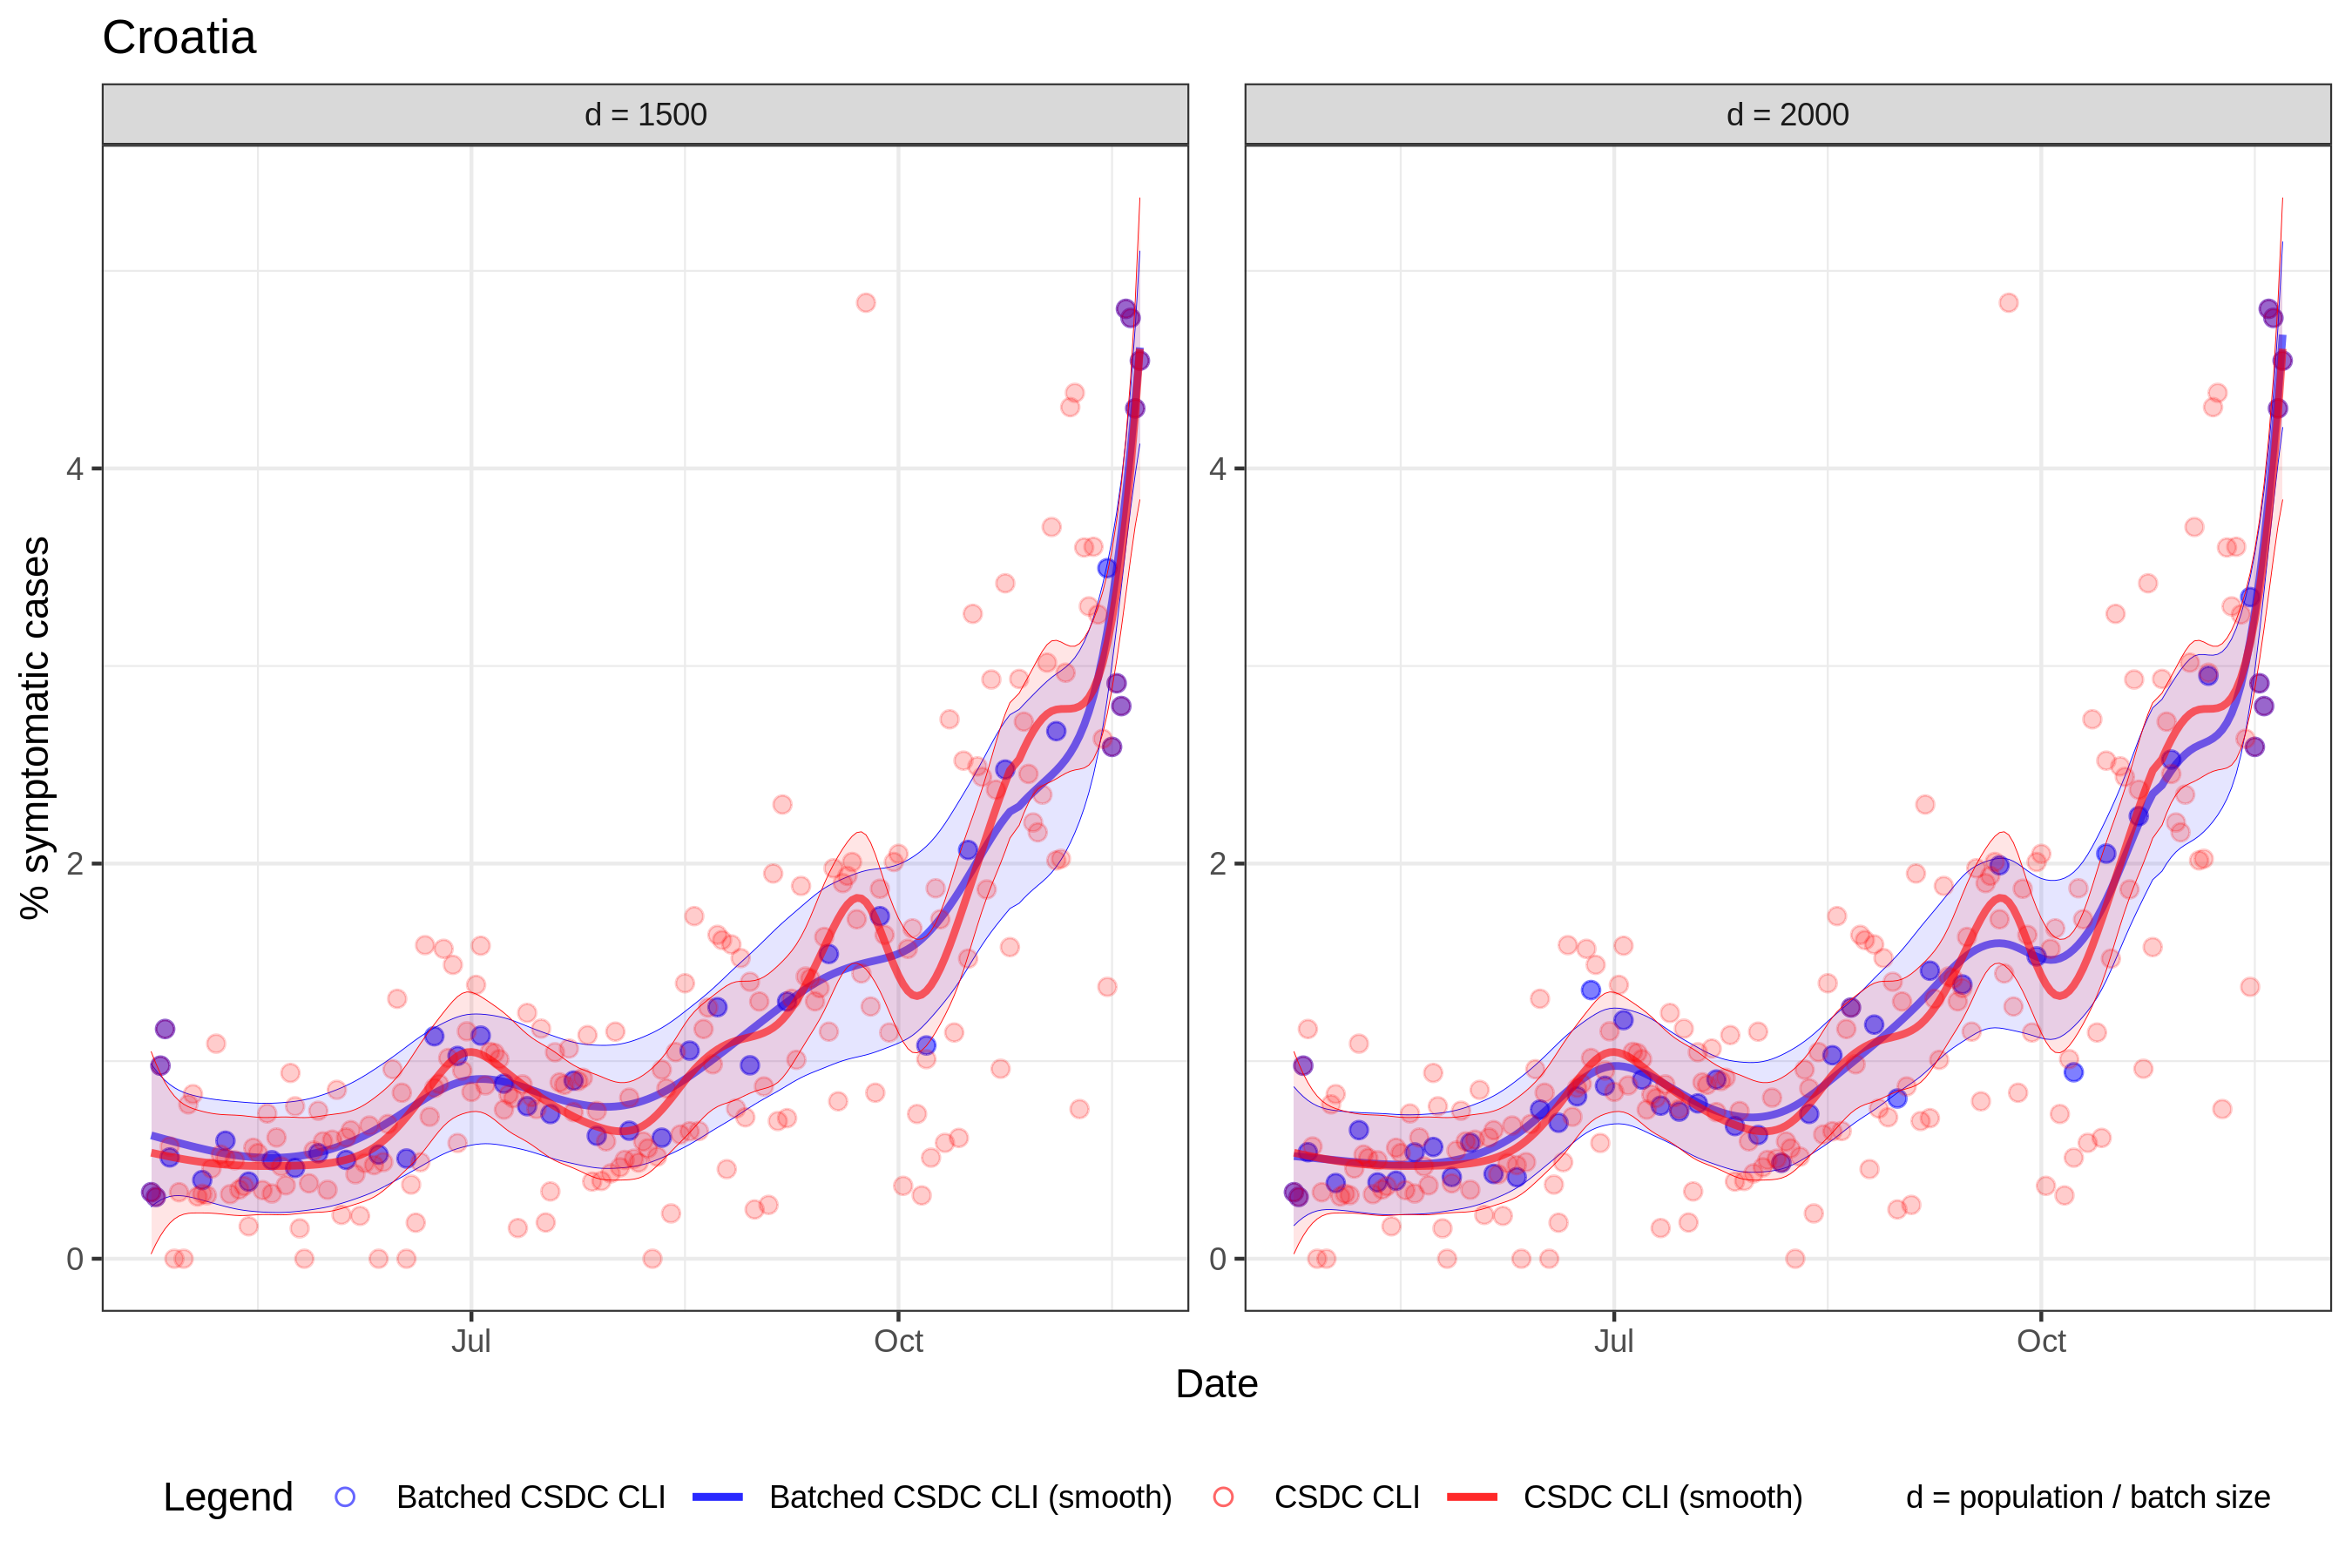 Croatia
d = 1500
d = 2000
% symptomatic cases
4
2
0
4
2
0
Jul
Oct
Jul
Oct
Date
Legend
Batched CSDC CLI
Batched CSDC CLI (smooth)
CSDC CLI
CSDC CLI (smooth)
d = population / batch size